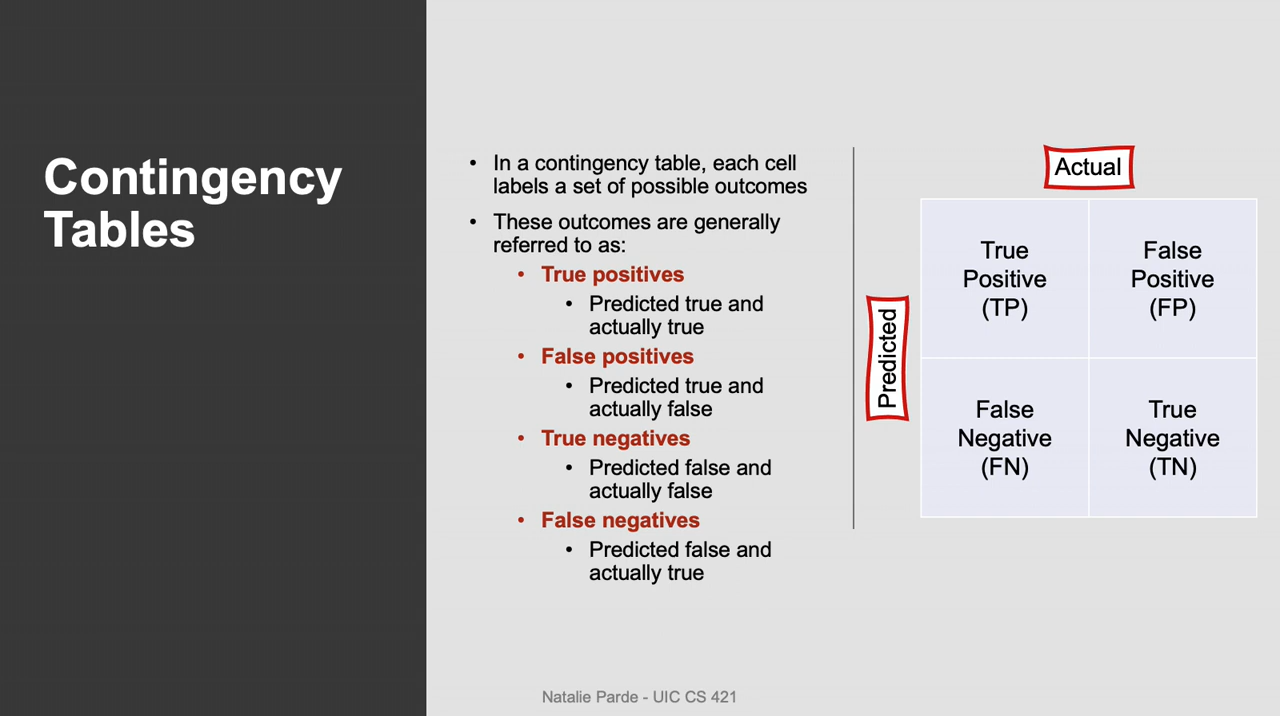 Contingency
Tables
• In a contingency table, each cell
labels a set of possible outcomes
• These outcomes are generally
referred to as:
• True positives
• Predicted true and
actually true
• False positives
• Predicted true and
actually false
• True negatives
• Predicted false and
actually false
• False negatives
• Predicted false and
actually true
Actual
Predicted
True
Positive
(TP)
False
Positive
(FP)
False
Negative
(FN)
True
Negative
(TN)
Natalie Parde - UIC CS 421